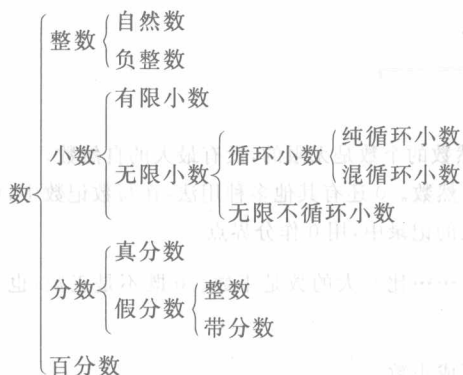 数
整数
自然数
负整数
小数
有限小数
无限小数
循环小数
纯循环小数
混循环小数
无限不循环小数
分数
真分数
假分数
整数
带分数
百分数